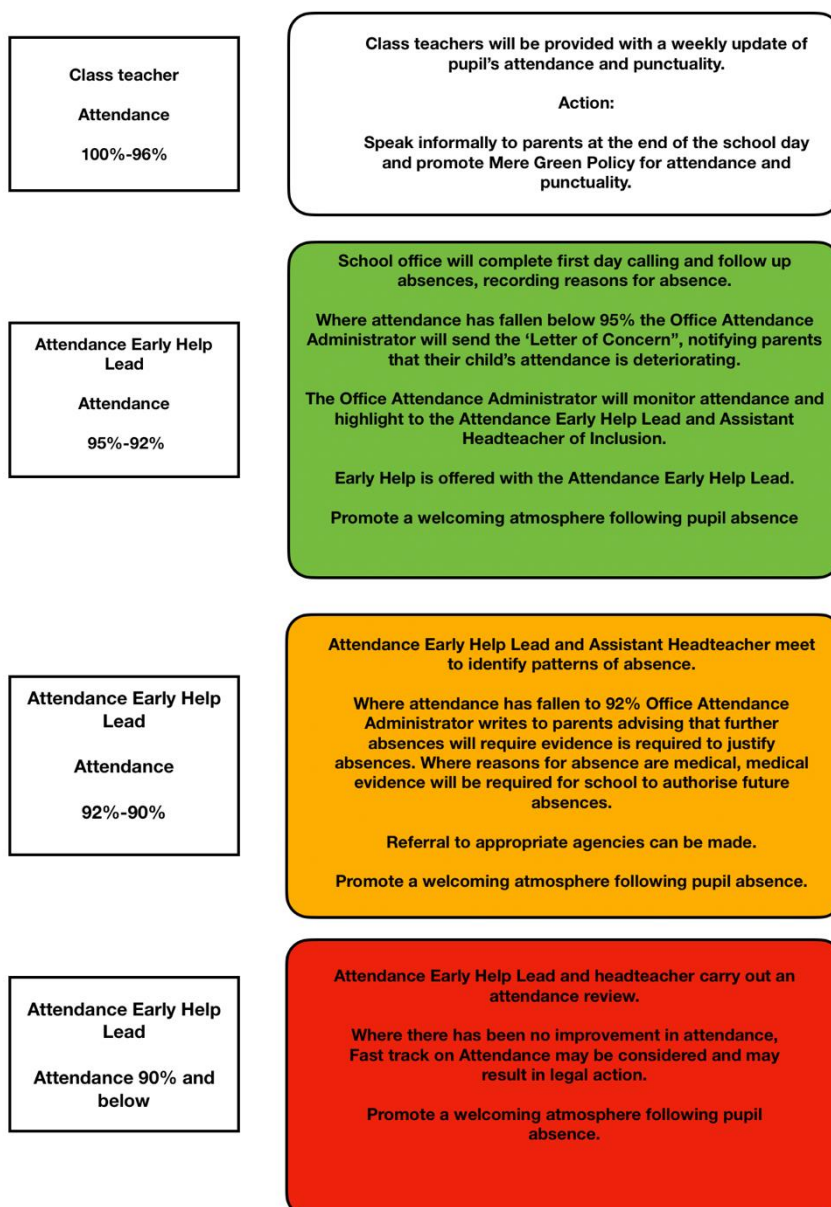 Class teacher
Attendance
100%-96%
Class teachers will be provided with a weekly update of
pupil's attendance and punctuality.
Action:
Speak informally to parents at the end of the school day
and promote Mere Green Policy for attendance and
punctuality.
Attendance Early Help
Lead
Attendance
95%-92%
School office will complete first day calling and follow up
absences, recording reasons for absence.
Where attendance has fallen below 95% the Office Attendance
Administrator will send the ‘Letter of Concern”, notifying parents
that their child’s attendance is deteriorating.
The Office Attendance Administrator will monitor attendance and
highlight to the Attendance Early Help Lead and Assistant
Headteacher of Inclusion.
Early Help is offered with the Attendance Early Help Lead.
Promote a welcoming atmosphere following pupil absence
Attendance Early Help
Lead
Attendance
92%-90%
Attendance Early Help Lead and Assistant Headteacher meet
to identify patterns of absence.
Where attendance has fallen to 92% Office Attendance
Administrator writes to parents advising that further
absences will require evidence is required to justify
absences. Where reasons for absence are medical, medical
evidence will be required for school to authorise future
absences.
Referral to appropriate agencies can be made.
Promote a welcoming atmosphere following pupil absence.
Attendance Early Help
Lead
Attendance 90% and
below
Attendance Early Help Lead and headteacher carry out an
attendance review.
Where there has been no improvement in attendance,
Fast track on Attendance may be considered and may
result in legal action.
Promote a welcoming atmosphere following pupil
absence.